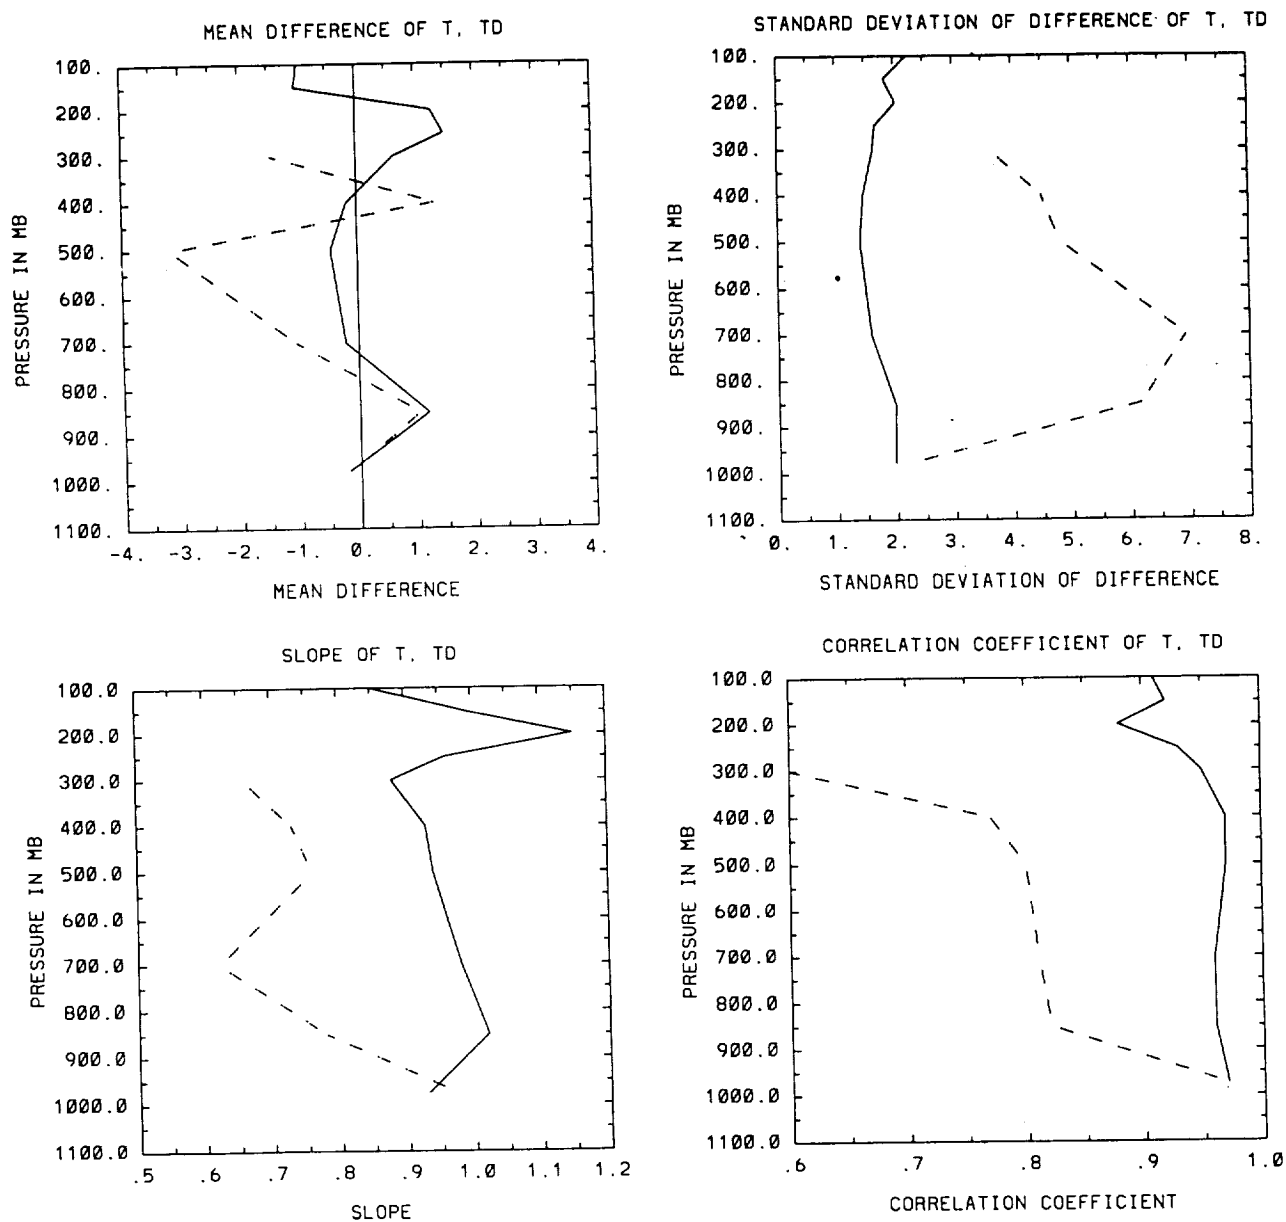 MEAN DIFFERENCE OF T, TD
100.
200.
300.
400.
500.
600.
700.
800.
900.
1000.
1100.
-4. -3. -2. -1. 0. 1. 2. 3. 4.
PRESSURE IN MB
MEAN DIFFERENCE
STANDARD DEVIATION OF DIFFERENCE OF T, TD
100.
200.
300.
400.
500.
600.
700.
800.
900.
1000.
1100.
0. 1. 2. 3. 4. 5. 6. 7. 8.
PRESSURE IN MB
STANDARD DEVIATION OF DIFFERENCE
SLOPE OF T, TD
100.0
200.0
300.0
400.0
500.0
600.0
700.0
800.0
900.0
1000.0
1100.0
.5 .6 .7 .8 .9 1.0 1.1 1.2
PRESSURE IN MB
SLOPE
CORRELATION COEFFICIENT OF T, TD
100.0
200.0
300.0
400.0
500.0
600.0
700.0
800.0
900.0
1000.0
1100.0
.6 .7 .8 .9 1.0
PRESSURE IN MB
CORRELATION COEFFICIENT